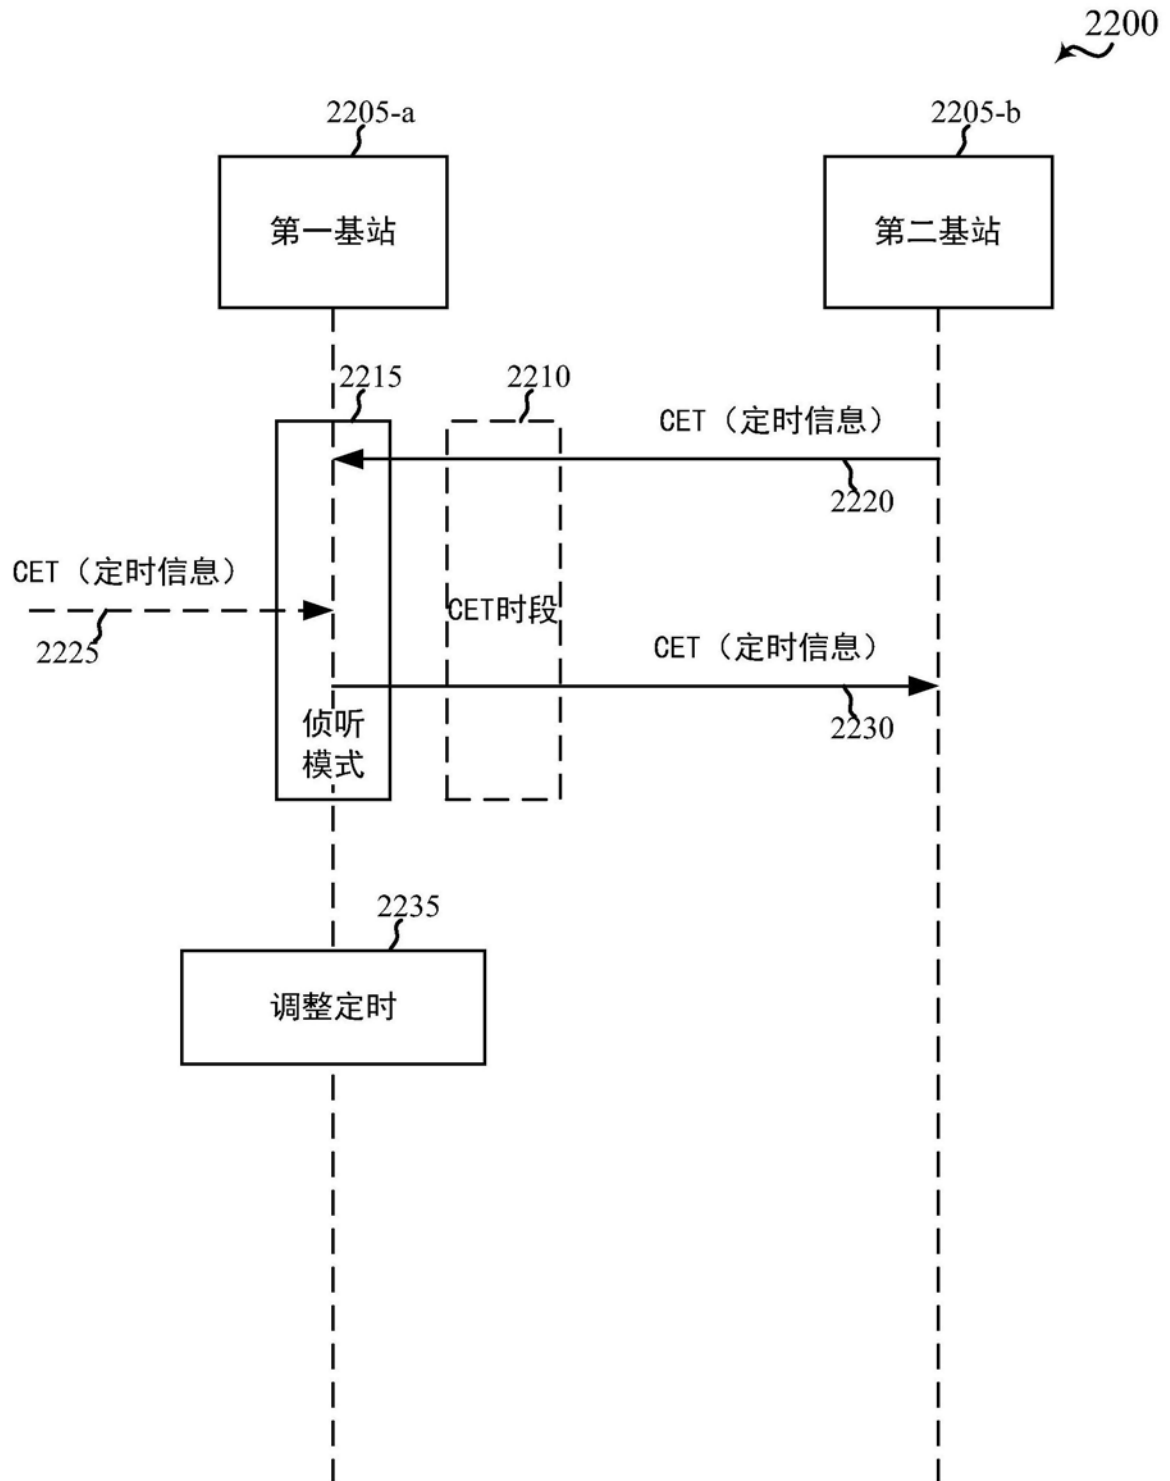 2200
2205-a
2205-b
第一基站
第二基站
2215
2210
CET（定时信息）
2220
CET（定时信息）
2225
CET时段
CET（定时信息）
2230
侦听
模式
2235
调整定时